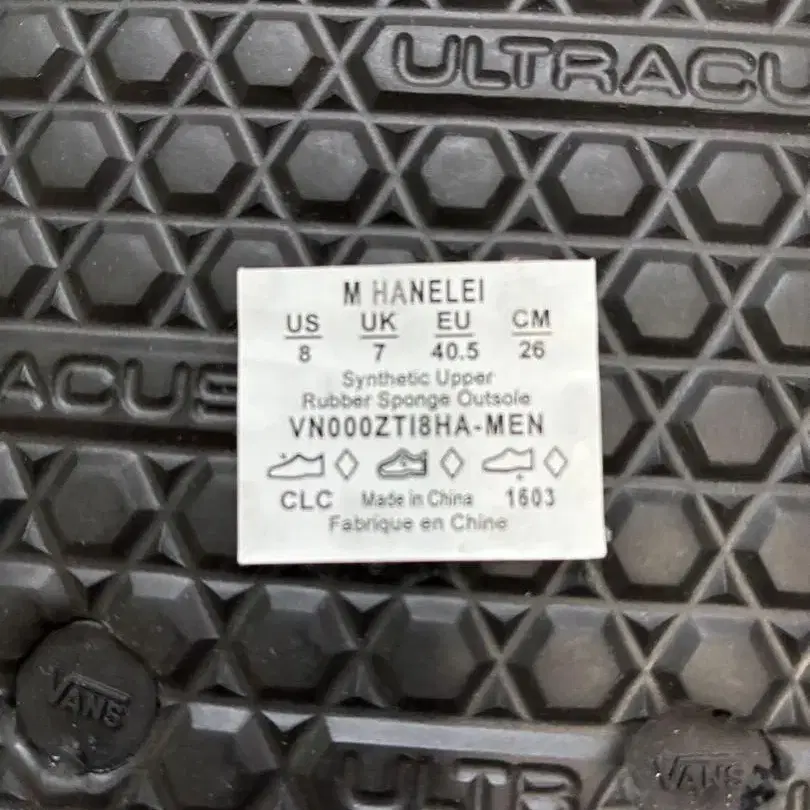 ULTRACU
M HANELEI
US UK EU CM
8 7 40.5 26
Synthetic Upper
Rubber Sponge Outsole
ACUS
VN000ZTI8HA-MEN
CLC Made in China 1603
Fabrique en Chine
VANS
VANS
ULTRA